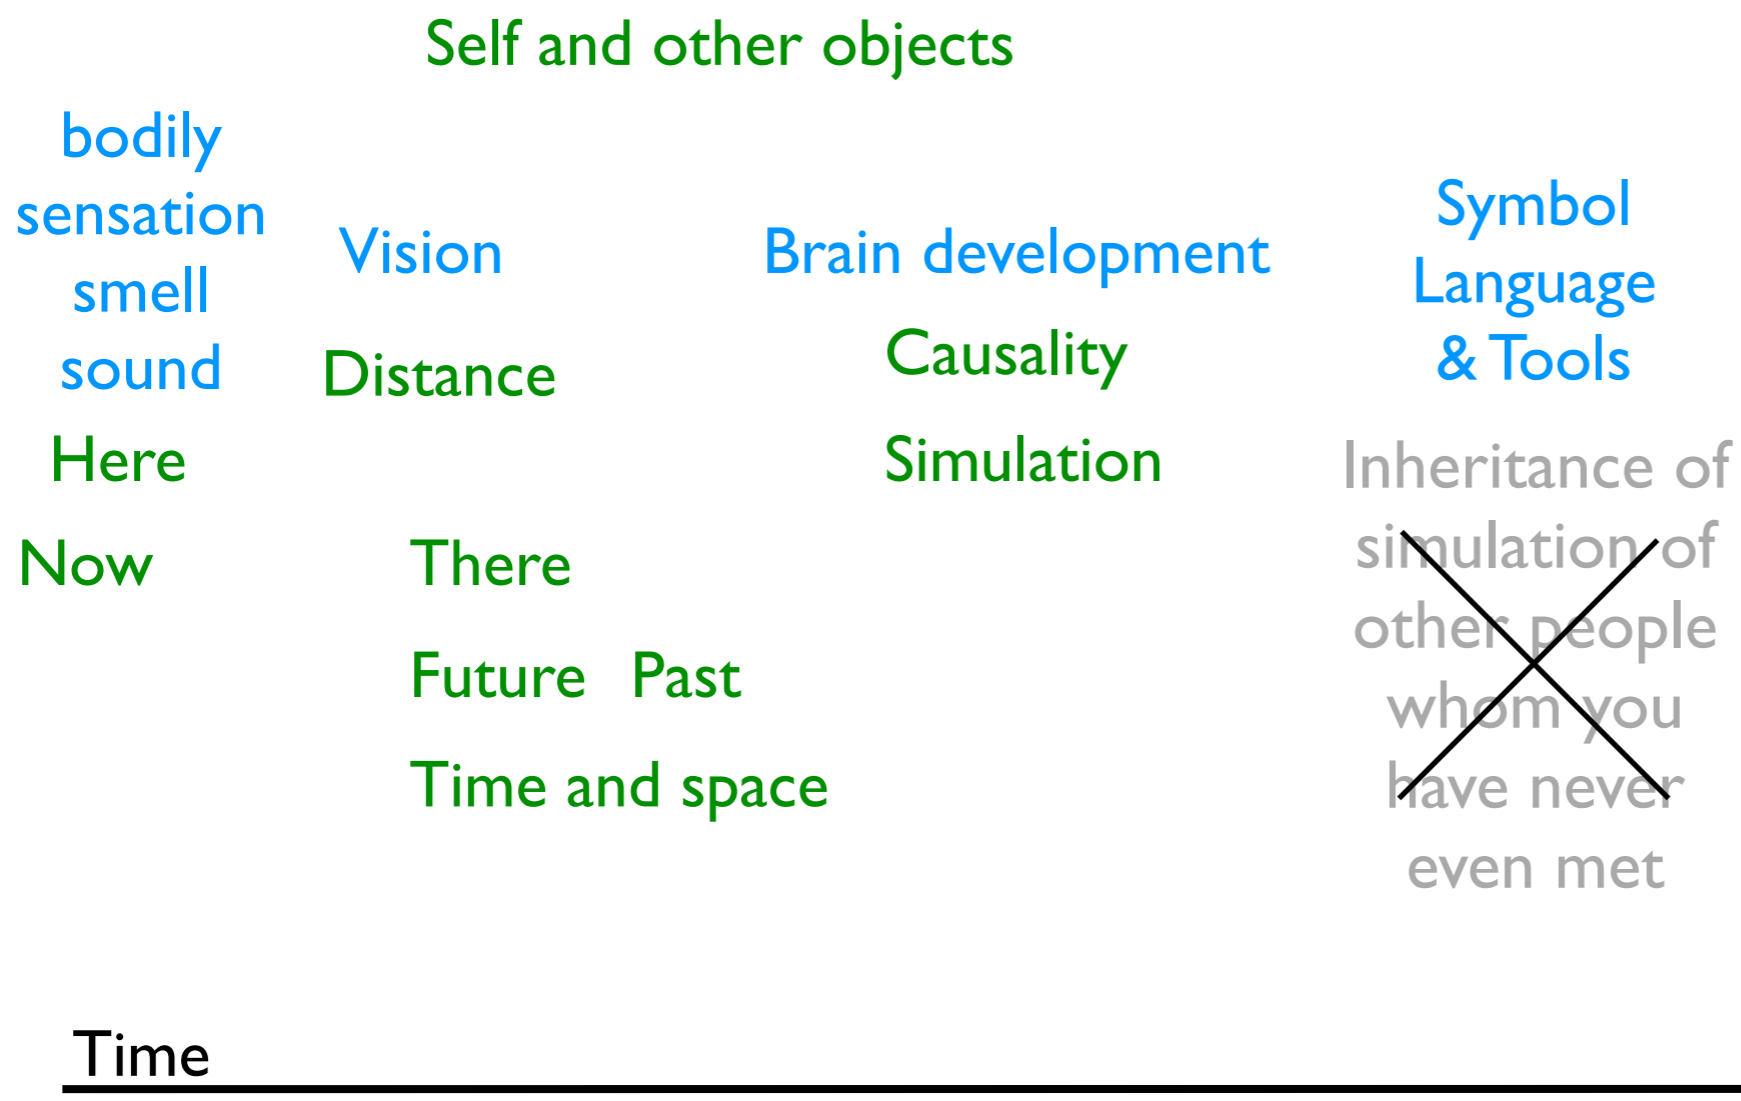 Self and other objects
bodily
sensation
smell
sound
Here
Now
Vision
Distance
There
Future Past
Time and space
Brain development
Causality
Simulation
Symbol
Language
& Tools
Inheritance of
simulation of
other people
whom you
have never
even met
Time